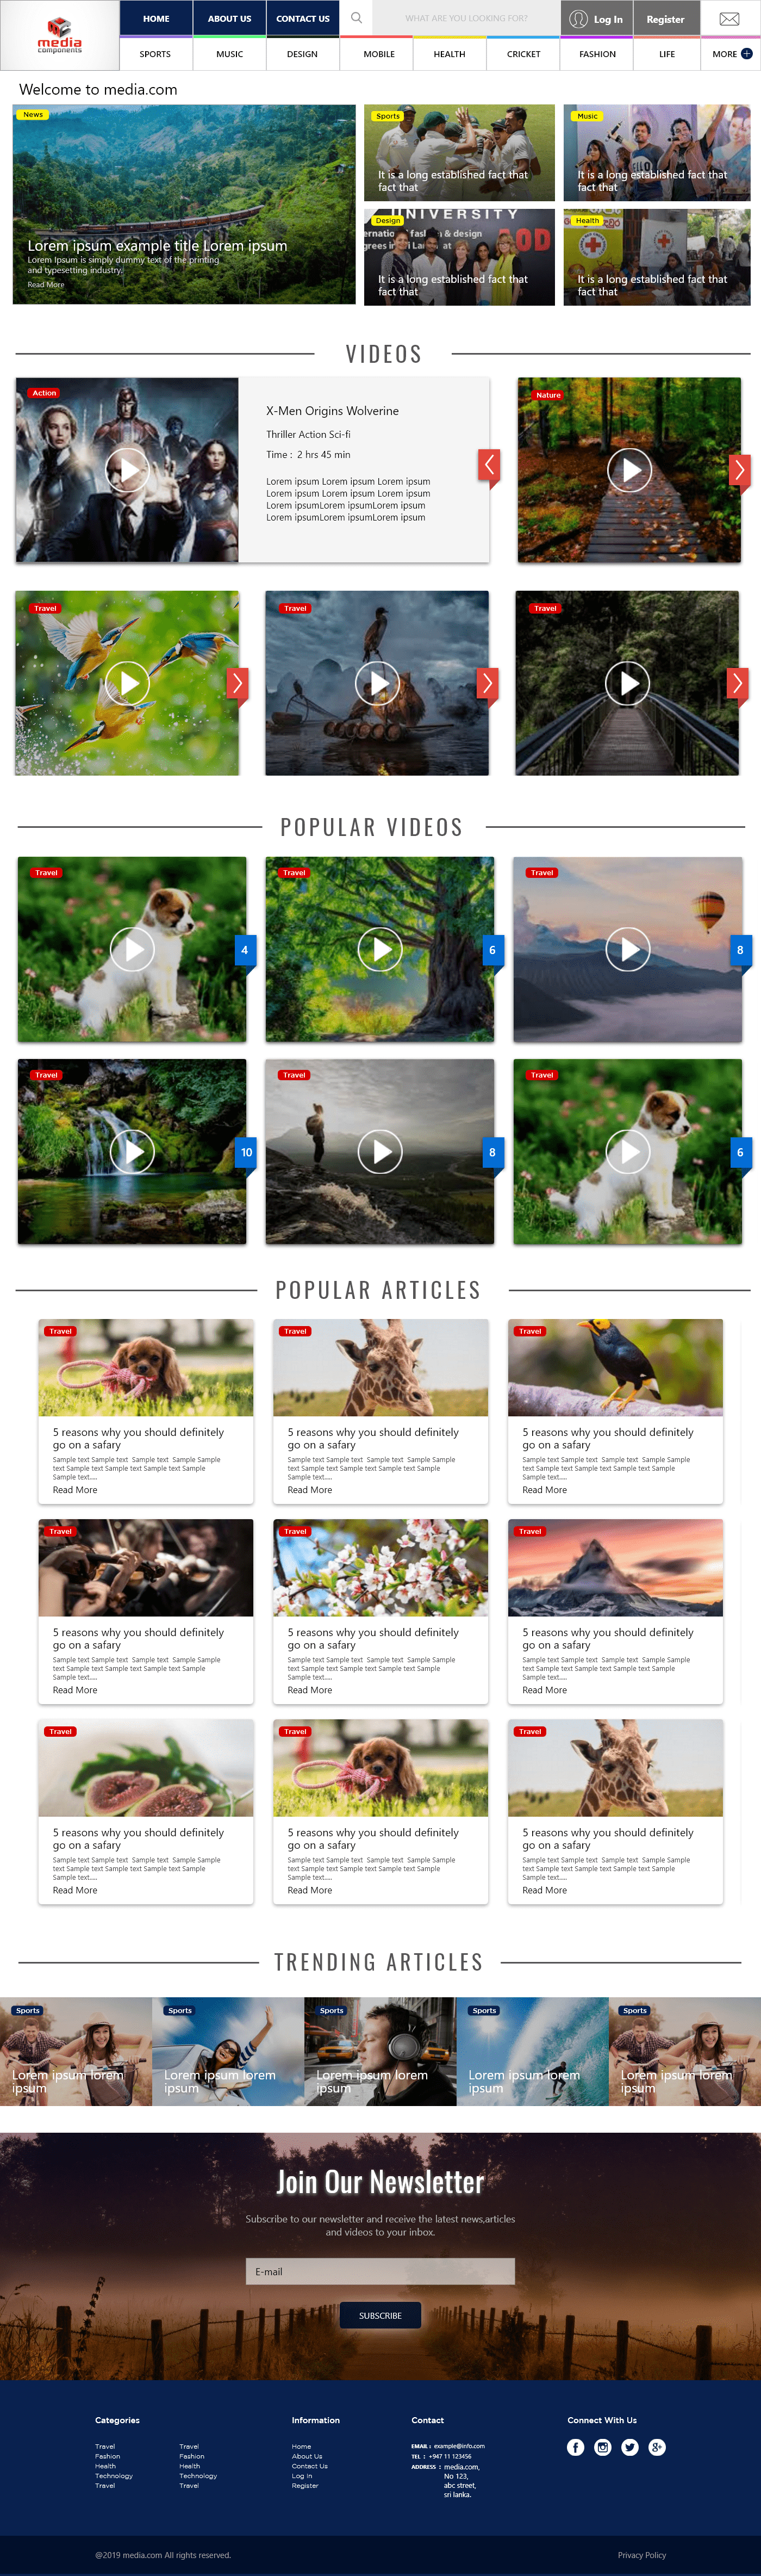 media
components
HOME
ABOUT US
CONTACT US
WHAT ARE YOU LOOKING FOR?
Log In
Register
SPORTS
MUSIC
DESIGN
MOBILE
HEALTH
CRICKET
FASHION
LIFE
MORE
Welcome to media.com
News
Lorem ipsum example title Lorem ipsum
Lorem Ipsum is simply dummy text of the printing
and typesetting industry.
Read More
Sports
It is a long established fact that
fact that
Music
It is a long established fact that
fact that
Design
UNIVERSITY
& design
AOD
It is a long established fact that
fact that
Health
It is a long established fact that
fact that
VIDEOS
Action
X-Men Origins Wolverine
Thriller Action Sci-fi
Time : 2 hrs 45 min
Lorem ipsum Lorem ipsum Lorem ipsum
Lorem ipsum Lorem ipsum Lorem ipsum
Lorem ipsumLorem ipsumLorem ipsum
Lorem ipsumLorem ipsumLorem ipsum
Nature
Travel
Travel
Travel
POPULAR VIDEOS
Travel
4
Travel
6
Travel
8
Travel
10
Travel
8
Travel
6
POPULAR ARTICLES
Travel
5 reasons why you should definitely
go on a safary
Sample text Sample text Sample text Sample Sample
text Sample text Sample text Sample text Sample
Sample text.....
Read More
Travel
5 reasons why you should definitely
go on a safary
Sample text Sample text Sample text Sample Sample
text Sample text Sample text Sample text Sample
Sample text.....
Read More
Travel
5 reasons why you should definitely
go on a safary
Sample text Sample text Sample text Sample Sample
text Sample text Sample text Sample text Sample
Sample text.....
Read More
Travel
5 reasons why you should definitely
go on a safary
Sample text Sample text Sample text Sample Sample
text Sample text Sample text Sample text Sample
Sample text.....
Read More
Travel
5 reasons why you should definitely
go on a safary
Sample text Sample text Sample text Sample Sample
text Sample text Sample text Sample text Sample
Sample text.....
Read More
Travel
5 reasons why you should definitely
go on a safary
Sample text Sample text Sample text Sample Sample
text Sample text Sample text Sample text Sample
Sample text.....
Read More
Travel
5 reasons why you should definitely
go on a safary
Sample text Sample text Sample text Sample Sample
text Sample text Sample text Sample text Sample
Sample text.....
Read More
Travel
5 reasons why you should definitely
go on a safary
Sample text Sample text Sample text Sample Sample
text Sample text Sample text Sample text Sample
Sample text.....
Read More
Travel
5 reasons why you should definitely
go on a safary
Sample text Sample text Sample text Sample Sample
text Sample text Sample text Sample text Sample
Sample text.....
Read More
TRENDING ARTICLES
Sports
Lorem ipsum lorem
ipsum
Sports
Lorem ipsum lorem
ipsum
Sports
Lorem ipsum lorem
ipsum
Sports
Lorem ipsum lorem
ipsum
Sports
Lorem ipsum lorem
ipsum
Join Our Newsletter
Subscribe to our newsletter and receive the latest news,articles
and videos to your inbox.
E-mail
SUBSCRIBE
Categories
Travel
Fashion
Health
Technology
Travel
Travel
Fashion
Health
Technology
Travel
Information
Home
About Us
Contact Us
Log in
Register
Contact
EMAIL : example@info.com
TEL : +947 11 123456
ADDRESS : media.com,
No 123,
abc street,
sri lanka.
Connect With Us
@2019 media.com All rights reserved.
Privacy Policy